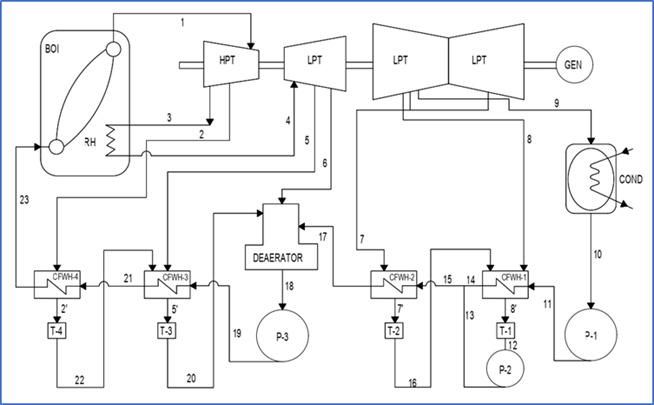 1
BOI
HPT
LPT
LPT
LPT
GEN
3
2
4
5
6
9
8
RH
COND
23
7
17
10
DEAERATOR
CFWH-4
21
CFWH-3
18
CFWH-2
15
14
CFWH-1
11
2'
5'
19
7'
13
8'
T-4
T-3
P-3
T-2
T-1
P-1
12
22
20
16
P-2